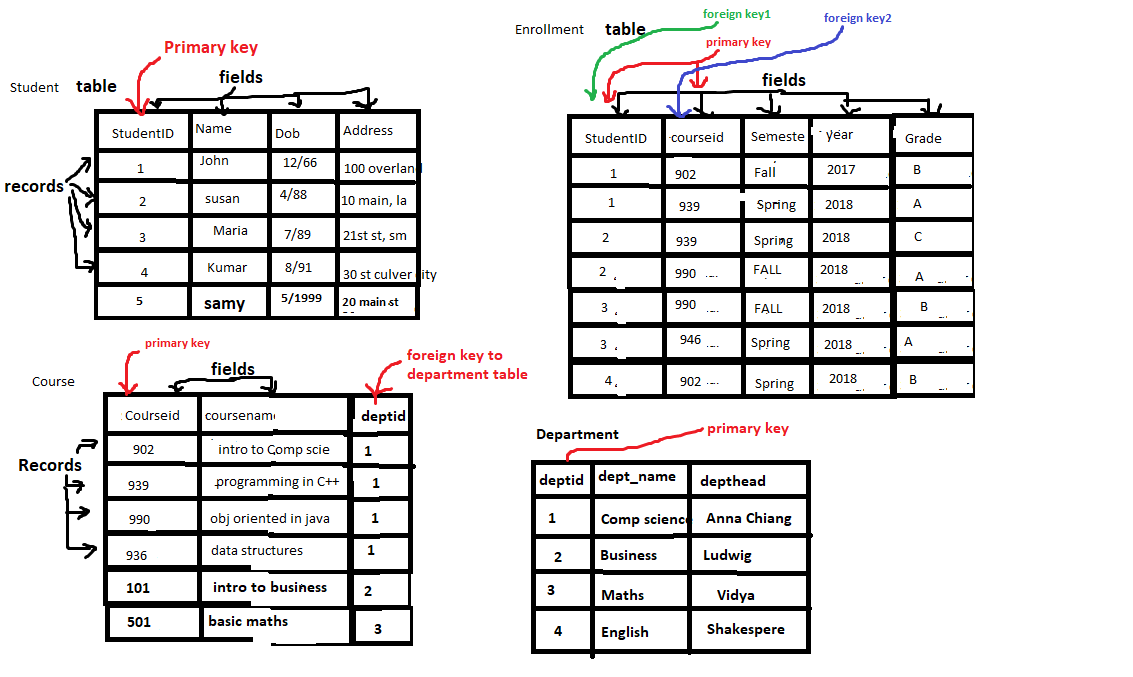 Primary key
Student table
fields
StudentID Name Dob Address
1 John 12/66 100 overland
2 susan 4/88 10 main, la
3 Maria 7/89 21st st, sm
4 Kumar 8/91 30 st culver city
5 samy 5/1999 20 main st
records
Enrollment table
foreign key1
foreign key2
primary key
fields
StudentID courseid Semeste year Grade
1 902 Fall 2017 B
1 939 Spring 2018 A
2 939 Spring 2018 C
2 990 FALL 2018 A
3 990 FALL 2018 B
3 946 Spring 2018 A
4 902 Spring 2018 B
primary key
Course
fields
foreign key to
department table
Courseid coursename deptid
902 intro to Comp scie 1
939 programming in C++ 1
990 obj oriented in java 1
936 data structures 1
101 intro to business 2
501 basic maths 3
Records
Department
primary key
deptid dept_name depthead
1 Comp science Anna Chiang
2 Business Ludwig
3 Maths Vidya
4 English Shakespere